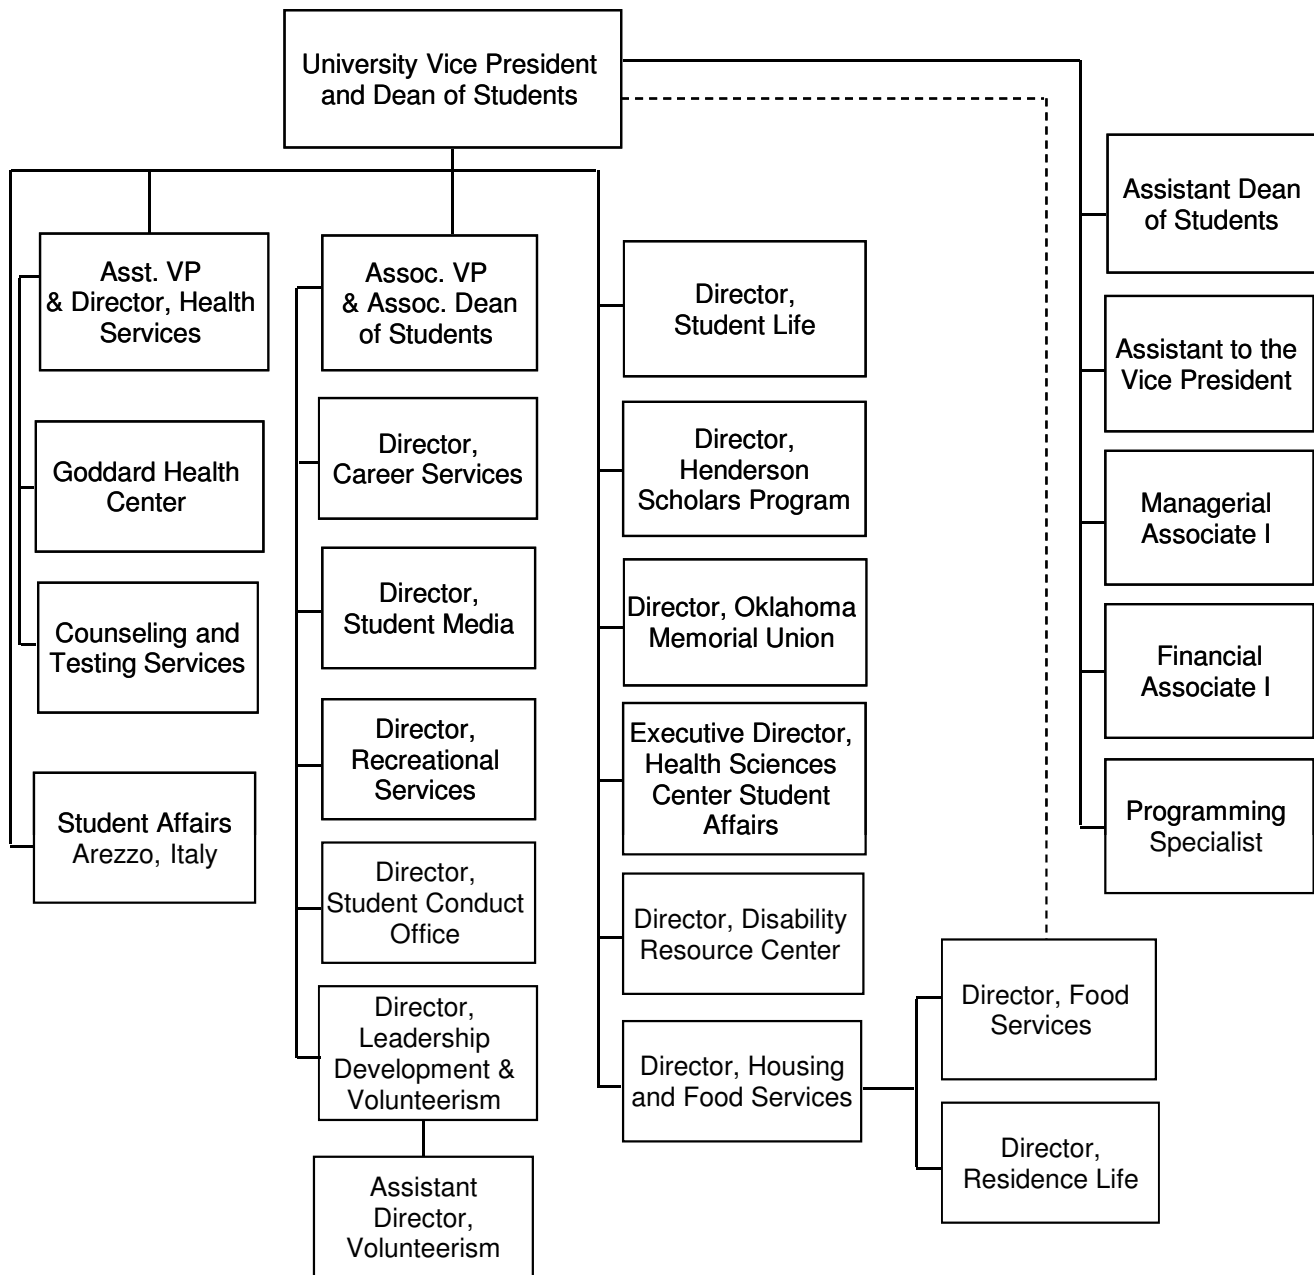 University Vice President
and Dean of Students
Asst. VP
& Director, Health
Services
Goddard Health
Center
Counseling and
Testing Services
Student Affairs
Arezzo, Italy
Assoc. VP
& Assoc. Dean
of Students
Director,
Career Services
Director,
Student Media
Director,
Recreational
Services
Director,
Student Conduct
Office
Director,
Leadership
Development &
Volunteerism
Assistant
Director,
Volunteerism
Director,
Student Life
Director,
Henderson
Scholars Program
Director, Oklahoma
Memorial Union
Executive Director,
Health Sciences
Center Student
Affairs
Director, Disability
Resource Center
Director, Housing
and Food Services
Director, Food
Services
Director,
Residence Life
Assistant Dean
of Students
Assistant to the
Vice President
Managerial
Associate I
Financial
Associate I
Programming
Specialist